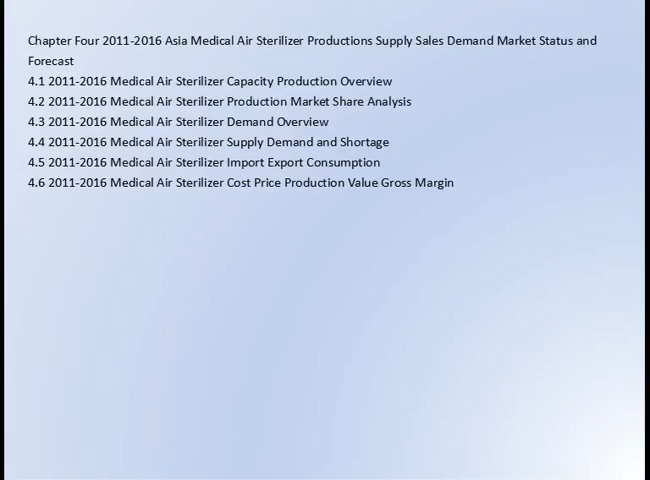 Chapter Four 2011-2016 Asia Medical Air Sterilizer Productions Supply Sales Demand Market Status and
Forecast
4.1 2011-2016 Medical Air Sterilizer Capacity Production Overview
4.2 2011-2016 Medical Air Sterilizer Production Market Share Analysis
4.3 2011-2016 Medical Air Sterilizer Demand Overview
4.4 2011-2016 Medical Air Sterilizer Supply Demand and Shortage
4.5 2011-2016 Medical Air Sterilizer Import Export Consumption
4.6 2011-2016 Medical Air Sterilizer Cost Price Production Value Gross Margin